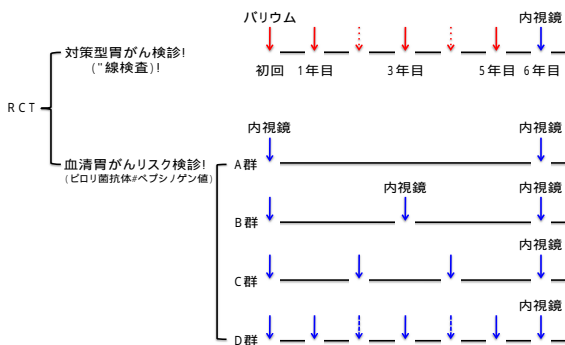 バリウム 内視鏡
対策型胃がん検診!
("線検査)!
初回 1年目 3年目 5年目 6年目
RCT
内視鏡 内視鏡
血清胃がんリスク検診!
(ピロリ菌抗体#ペプシノゲン値)
A群
内視鏡 内視鏡
B群
内視鏡
C群
内視鏡
D群